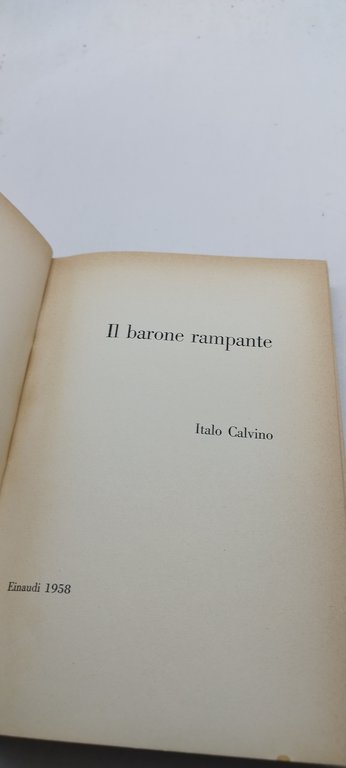 Il barone rampante
Italo Calvino
Einaudi 1958